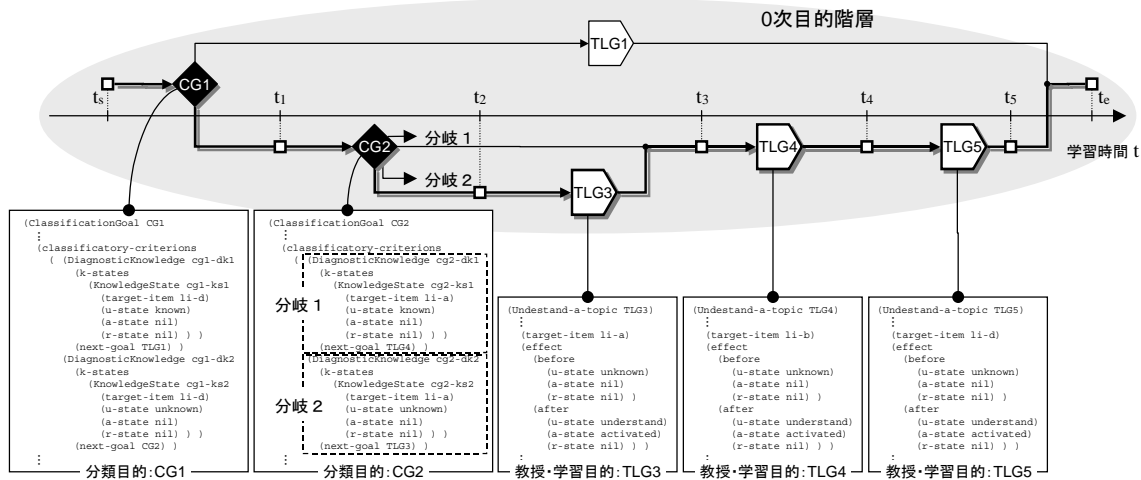 0次目的階層
TLG1
CG1
ts
t1
t2
t3
t4
t5
te
CG2
分岐 1
分岐 2
TLG3
TLG4
TLG5
学習時間 t
(ClassificationGoal CG1
⋮
(classificatory-criterions
( (DiagnosticKnowledge cg1-dk1
(k-states
(KnowledgeState cg1-ks1
(target-item li-d)
(u-state known)
(a-state nil)
(r-state nil) ) )
(next-goal TLG1) )
(DiagnosticKnowledge cg1-dk2
(k-states
(KnowledgeState cg1-ks2
(target-item li-d)
(u-state unknown)
(a-state nil)
(r-state nil) ) )
(next-goal CG2) )
⋮
分類目的:CG1
(ClassificationGoal CG2
⋮
(classificatory-criterions
( (DiagnosticKnowledge cg2-dk1
(k-states
(KnowledgeState cg2-ks1
分岐 1
(target-item li-a)
(u-state known)
(a-state nil)
(r-state nil) ) )
(next-goal TLG4) )
(DiagnosticKnowledge cg2-dk2
(k-states
(KnowledgeState cg2-ks2
分岐 2
(target-item li-a)
(u-state unknown)
(a-state nil)
(r-state nil) ) )
(next-goal TLG3) )
⋮
分類目的:CG2
(Undestand-a-topic TLG3)
⋮
(target-item li-a)
(effect
(before
(u-state unknown)
(a-state nil)
(r-state nil)
(after
(u-state understand)
(a-state activated)
(r-state nil) ) )
⋮
教授・学習目的:TLG3
(Undestand-a-topic TLG4)
⋮
(target-item li-b)
(effect
(before
(u-state unknown)
(a-state nil)
(r-state nil)
(after
(u-state understand)
(a-state activated)
(r-state nil) ) )
⋮
教授・学習目的:TLG4
(Undestand-a-topic TLG5)
⋮
(target-item li-d)
(effect
(before
(u-state unknown)
(a-state nil)
(r-state nil)
(after
(u-state understand)
(a-state activated)
(r-state nil) ) )
⋮
教授・学習目的:TLG5